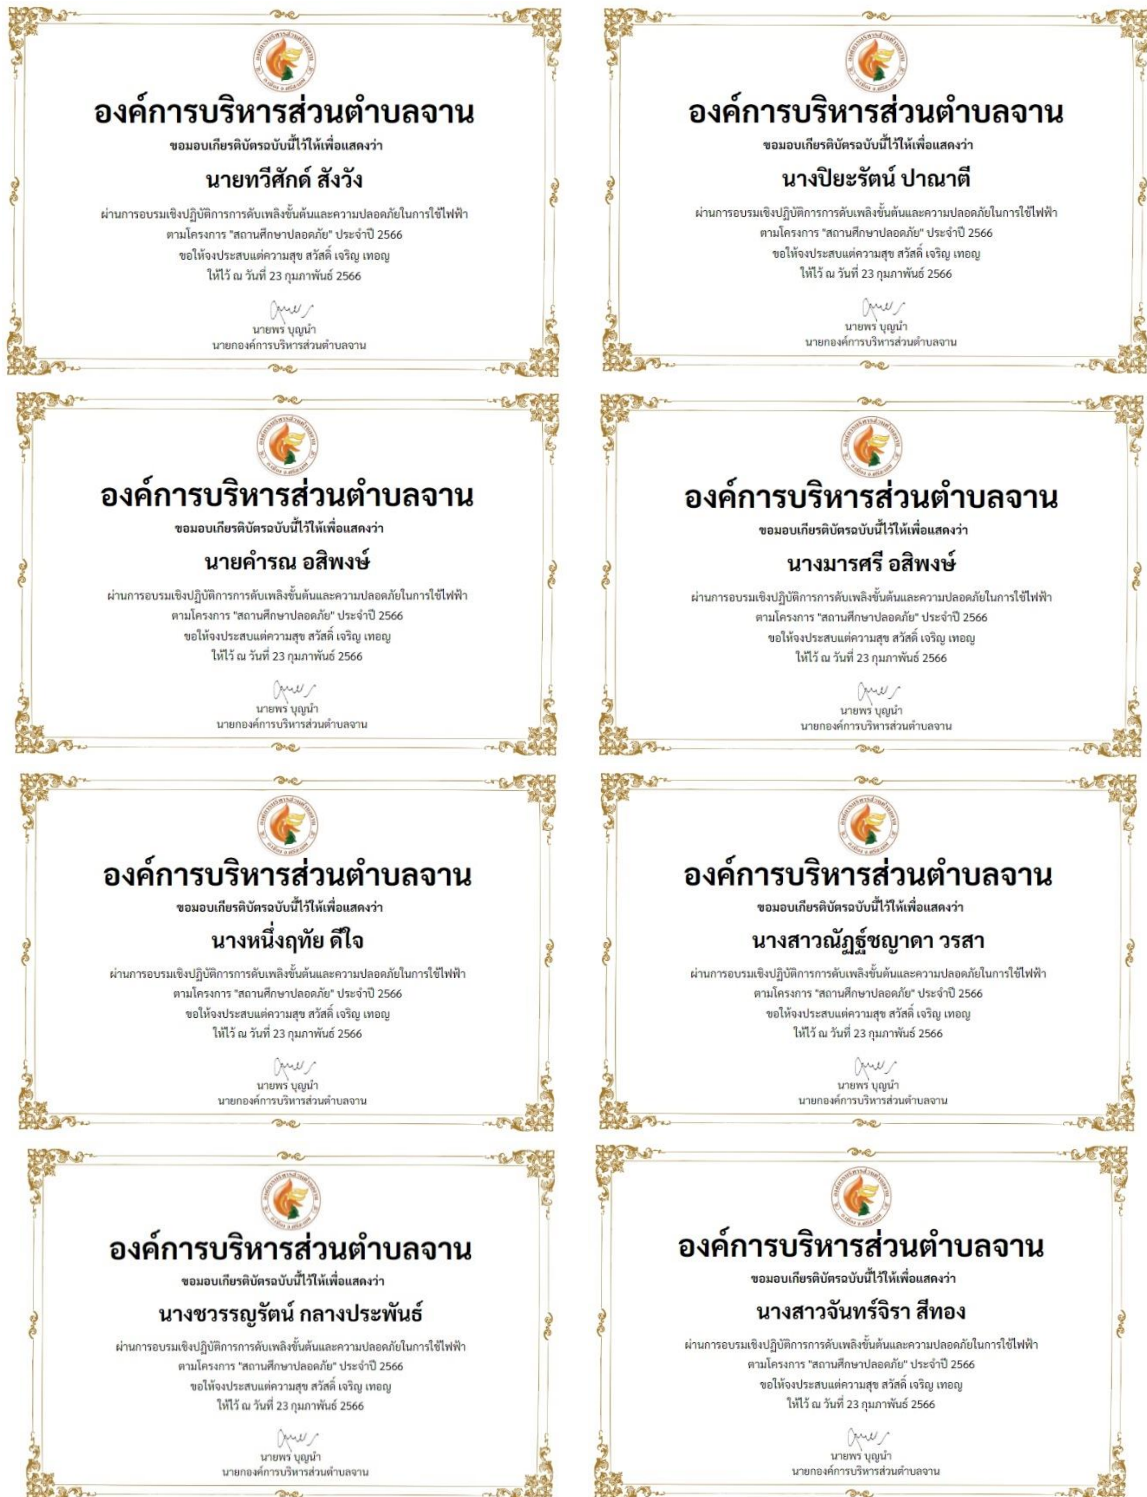 องค์การบริหารส่วนตำบลจาน
ขอมอบเกียรติบัตรฉบับนี้ไว้ให้เพื่อแสดงว่า
นายทวีศักด์ สังวัง
ผ่านการอบรมเชิงปฏิบัติการการดับเพลิงขั้นต้นและความปลอดภัยในการใช้ไฟฟ้า
ตามโครงการ "สถานศึกษาปลอดภัย" ประจำปี 2566
ขอให้จงประสบแต่ความสุข สวัสดิ์ เจริญ เทอญ
ให้ไว้ ณ วันที่ 23 กุมภาพันธ์ 2566
นายพร บุญนำ
นายกองค์การบริหารส่วนตำบลจาน
องค์การบริหารส่วนตำบลจาน
ขอมอบเกียรติบัตรฉบับนี้ไว้ให้เพื่อแสดงว่า
นางปิยะรัตน์ ปาณาตี
ผ่านการอบรมเชิงปฏิบัติการการดับเพลิงขั้นต้นและความปลอดภัยในการใช้ไฟฟ้า
ตามโครงการ "สถานศึกษาปลอดภัย" ประจำปี 2566
ขอให้จงประสบแต่ความสุข สวัสดิ์ เจริญ เทอญ
ให้ไว้ ณ วันที่ 23 กุมภาพันธ์ 2566
นายพร บุญนำ
นายกองค์การบริหารส่วนตำบลจาน
องค์การบริหารส่วนตำบลจาน
ขอมอบเกียรติบัตรฉบับนี้ไว้ให้เพื่อแสดงว่า
นายคำรณ อสิพงษ์
ผ่านการอบรมเชิงปฏิบัติการการดับเพลิงขั้นต้นและความปลอดภัยในการใช้ไฟฟ้า
ตามโครงการ "สถานศึกษาปลอดภัย" ประจำปี 2566
ขอให้จงประสบแต่ความสุข สวัสดิ์ เจริญ เทอญ
ให้ไว้ ณ วันที่ 23 กุมภาพันธ์ 2566
นายพร บุญนำ
นายกองค์การบริหารส่วนตำบลจาน
องค์การบริหารส่วนตำบลจาน
ขอมอบเกียรติบัตรฉบับนี้ไว้ให้เพื่อแสดงว่า
นางมารศรี อสิพงษ์
ผ่านการอบรมเชิงปฏิบัติการการดับเพลิงขั้นต้นและความปลอดภัยในการใช้ไฟฟ้า
ตามโครงการ "สถานศึกษาปลอดภัย" ประจำปี 2566
ขอให้จงประสบแต่ความสุข สวัสดิ์ เจริญ เทอญ
ให้ไว้ ณ วันที่ 23 กุมภาพันธ์ 2566
นายพร บุญนำ
นายกองค์การบริหารส่วนตำบลจาน
องค์การบริหารส่วนตำบลจาน
ขอมอบเกียรติบัตรฉบับนี้ไว้ให้เพื่อแสดงว่า
นางหนึ่งฤทัย ดีใจ
ผ่านการอบรมเชิงปฏิบัติการการดับเพลิงขั้นต้นและความปลอดภัยในการใช้ไฟฟ้า
ตามโครงการ "สถานศึกษาปลอดภัย" ประจำปี 2566
ขอให้จงประสบแต่ความสุข สวัสดิ์ เจริญ เทอญ
ให้ไว้ ณ วันที่ 23 กุมภาพันธ์ 2566
นายพร บุญนำ
นายกองค์การบริหารส่วนตำบลจาน
องค์การบริหารส่วนตำบลจาน
ขอมอบเกียรติบัตรฉบับนี้ไว้ให้เพื่อแสดงว่า
นางสาวณัฏฐ์ชญาดา วรสา
ผ่านการอบรมเชิงปฏิบัติการการดับเพลิงขั้นต้นและความปลอดภัยในการใช้ไฟฟ้า
ตามโครงการ "สถานศึกษาปลอดภัย" ประจำปี 2566
ขอให้จงประสบแต่ความสุข สวัสดิ์ เจริญ เทอญ
ให้ไว้ ณ วันที่ 23 กุมภาพันธ์ 2566
นายพร บุญนำ
นายกองค์การบริหารส่วนตำบลจาน
องค์การบริหารส่วนตำบลจาน
ขอมอบเกียรติบัตรฉบับนี้ไว้ให้เพื่อแสดงว่า
นางชวรรญรัตน์ กลางประพันธ์
ผ่านการอบรมเชิงปฏิบัติการการดับเพลิงขั้นต้นและความปลอดภัยในการใช้ไฟฟ้า
ตามโครงการ "สถานศึกษาปลอดภัย" ประจำปี 2566
ขอให้จงประสบแต่ความสุข สวัสดิ์ เจริญ เทอญ
ให้ไว้ ณ วันที่ 23 กุมภาพันธ์ 2566
นายพร บุญนำ
นายกองค์การบริหารส่วนตำบลจาน
องค์การบริหารส่วนตำบลจาน
ขอมอบเกียรติบัตรฉบับนี้ไว้ให้เพื่อแสดงว่า
นางสาวจันทร์จิรา สีทอง
ผ่านการอบรมเชิงปฏิบัติการการดับเพลิงขั้นต้นและความปลอดภัยในการใช้ไฟฟ้า
ตามโครงการ "สถานศึกษาปลอดภัย" ประจำปี 2566
ขอให้จงประสบแต่ความสุข สวัสดิ์ เจริญ เทอญ
ให้ไว้ ณ วันที่ 23 กุมภาพันธ์ 2566
นายพร บุญนำ
นายกองค์การบริหารส่วนตำบลจาน